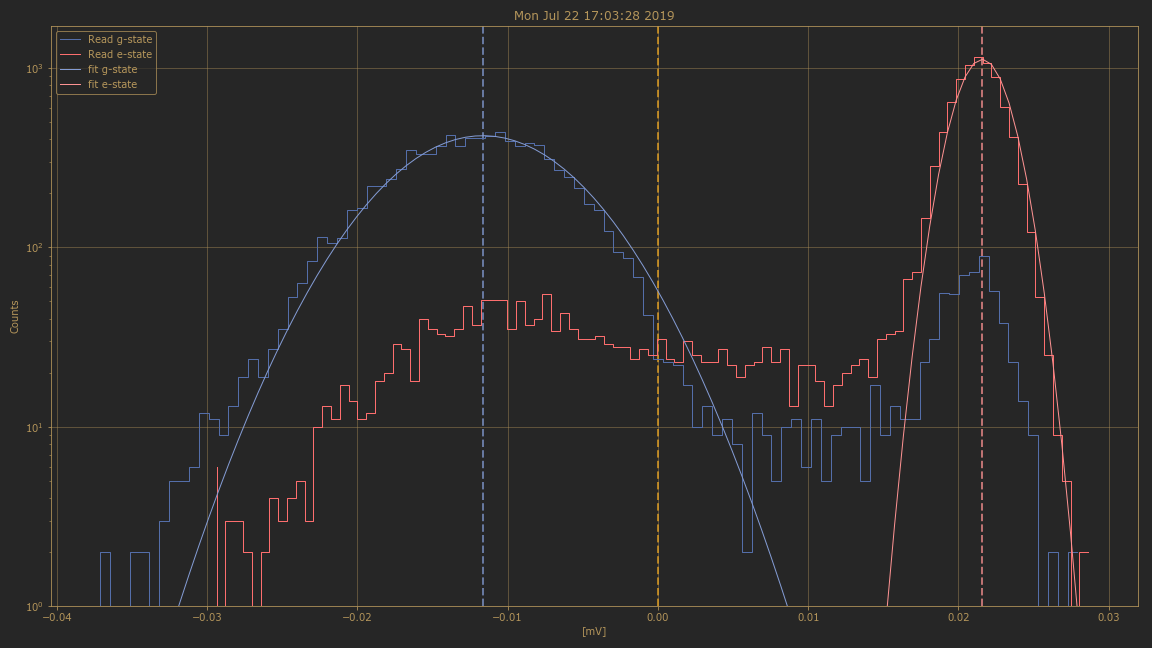 Mon Jul 22 17:03:28 2019
Read g-state
Read e-state
fit g-state
fit e-state
10³
10²
10¹
10⁰
Counts
−0.04 −0.03 −0.02 −0.01 0.00 0.01 0.02 0.03
[mV]